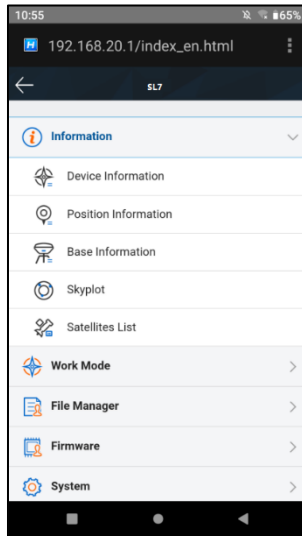 10:55
65%
192.168.20.1/index_en.html
SL7
Information
Device Information
Position Information
Base Information
Skyplot
Satellites List
Work Mode
File Manager
Firmware
System